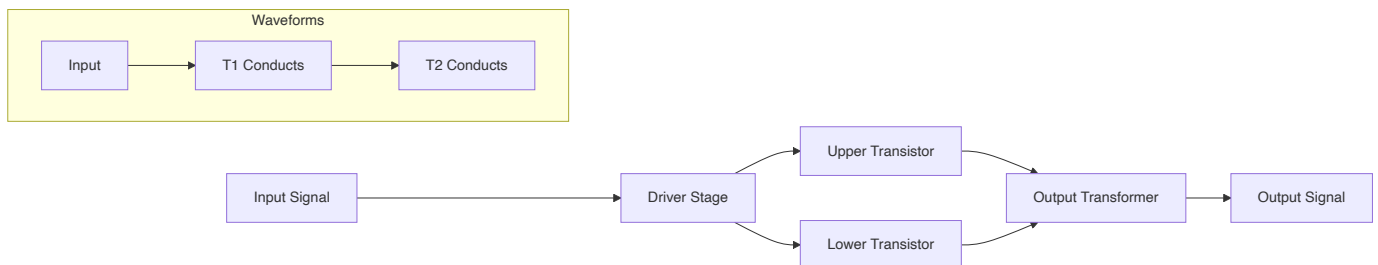 Waveforms
Input
T1 Conducts
T2 Conducts
Input Signal
Driver Stage
Upper Transistor
Lower Transistor
Output Transformer
Output Signal